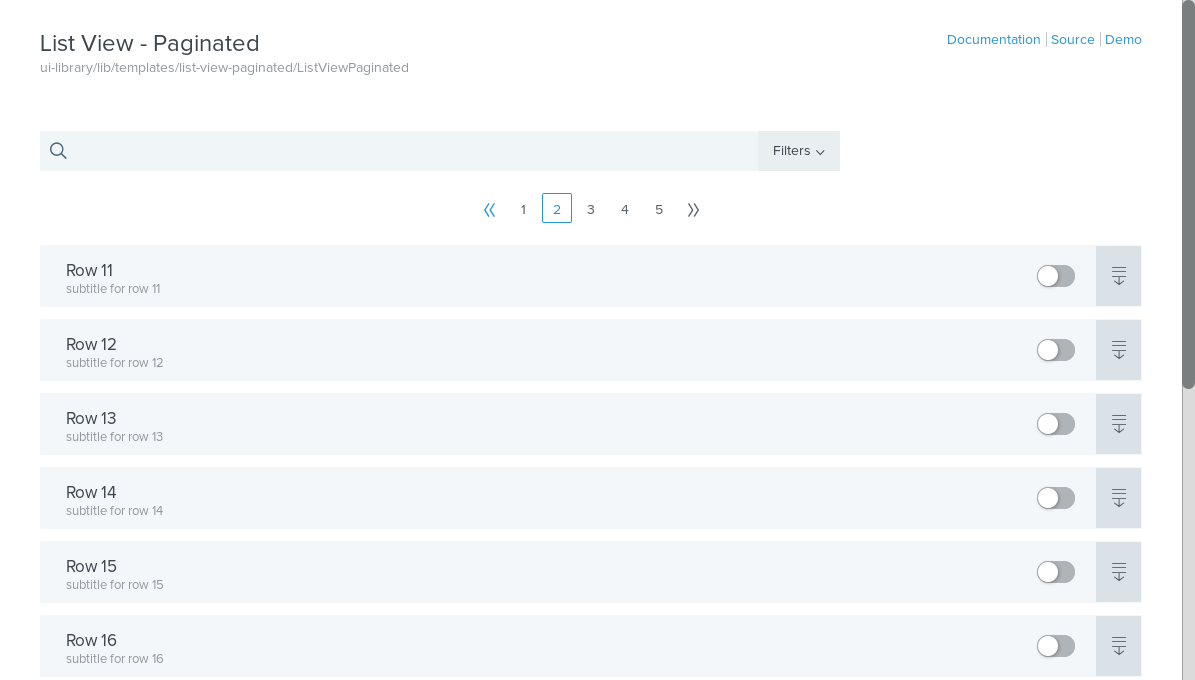 List View - Paginated
Documentation Source Demo
ui-library/lib/templates/list-view-paginated/ListViewPaginated
Filters
1 2 3 4 5
Row 11
subtitle for row 11
Row 12
subtitle for row 12
Row 13
subtitle for row 13
Row 14
subtitle for row 14
Row 15
subtitle for row 15
Row 16
subtitle for row 16